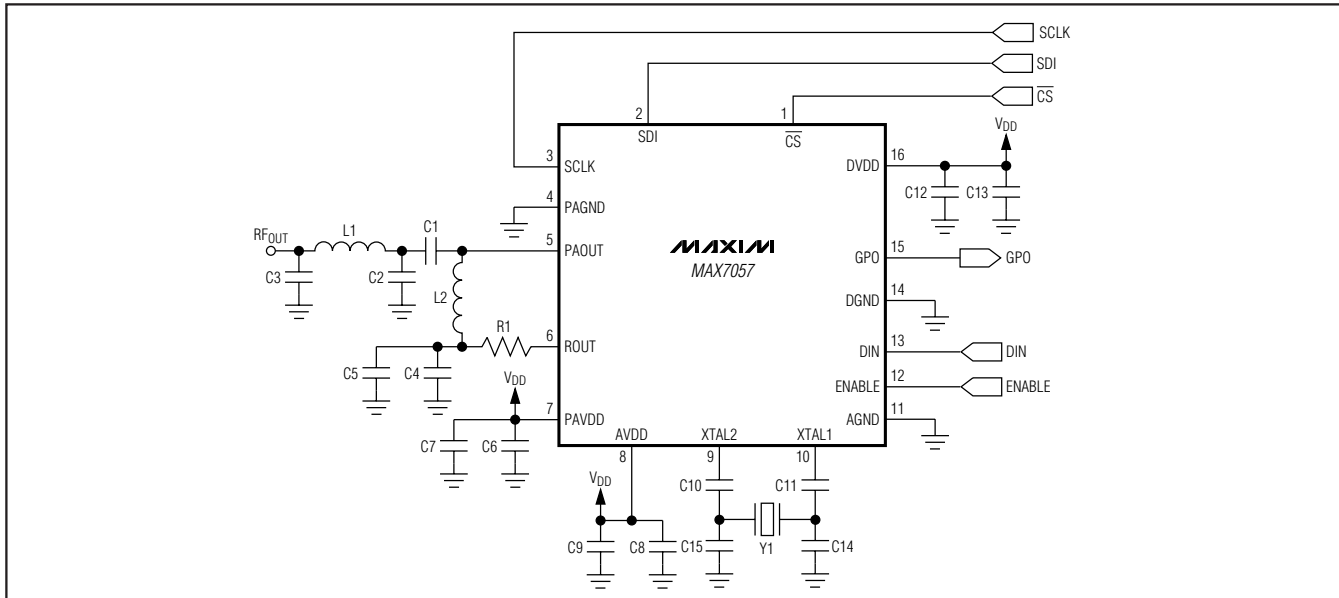 SCLK
SDI
CS
2
1
SDI
CS
VDD
3
SCLK
DVDD
16
C12
C13
4
PAGND
RFOUT
L1
C1
5
PAOUT
MAXIM
MAX7057
GPO
15
GPO
C3
C2
L2
DGND
14
R1
6
ROUT
DIN
13
DIN
C5
C4
VDD
ENABLE
12
ENABLE
7
PAVDD
AGND
11
C7
C6
AVDD
XTAL2
XTAL1
8
9
10
VDD
C10
C11
C9
C8
C15
Y1
C14